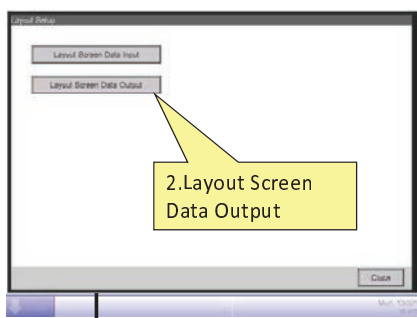 Layout Setup
Layout Screen Data Input
Layout Screen Data Output
2.Layout Screen
Data Output
Close